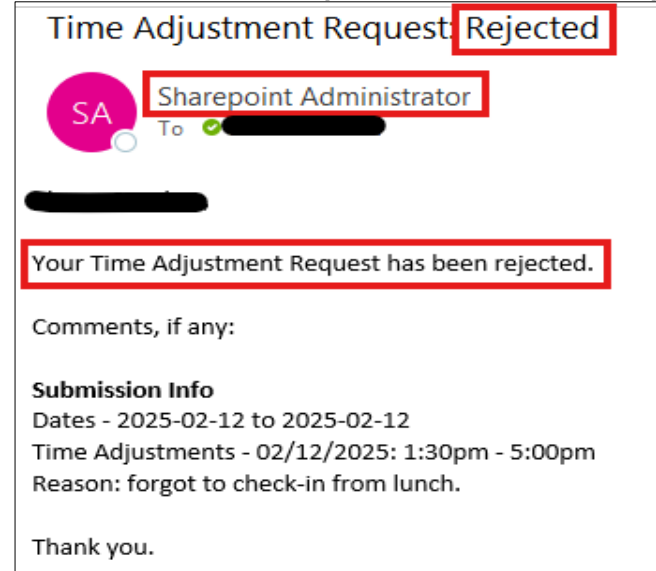 Time Adjustment Request: Rejected
SA
Sharepoint Administrator
To
Your Time Adjustment Request has been rejected.
Comments, if any:
Submission Info
Dates - 2025-02-12 to 2025-02-12
Time Adjustments - 02/12/2025: 1:30pm - 5:00pm
Reason: forgot to check-in from lunch.
Thank you.